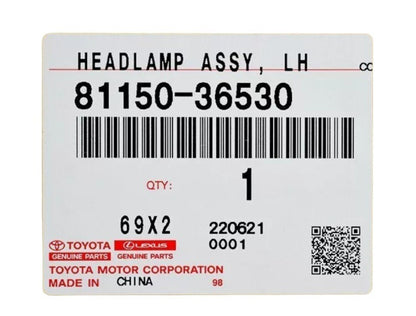 HEADLAMP ASSY, LH
81150-36530
QTY: 1
69X2 220621
0001
TOYOTA LEXUS
GENUINE PARTS GENUINE PARTS
TOYOTA MOTOR CORPORATION
MADE IN CHINA 98